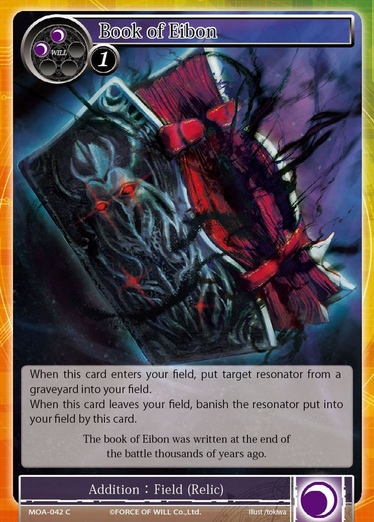 Book of Eibon
WILL
1
When this card enters your field, put target resonator from a
graveyard into your field.
When this card leaves your field, banish the resonator put into
your field by this card.
The book of Eibon was written at the end of
the battle thousands of years ago.
Addition : Field (Relic)
MOA-042 C
©FORCE OF WILL Co.,Ltd.
Illust /tokiwa